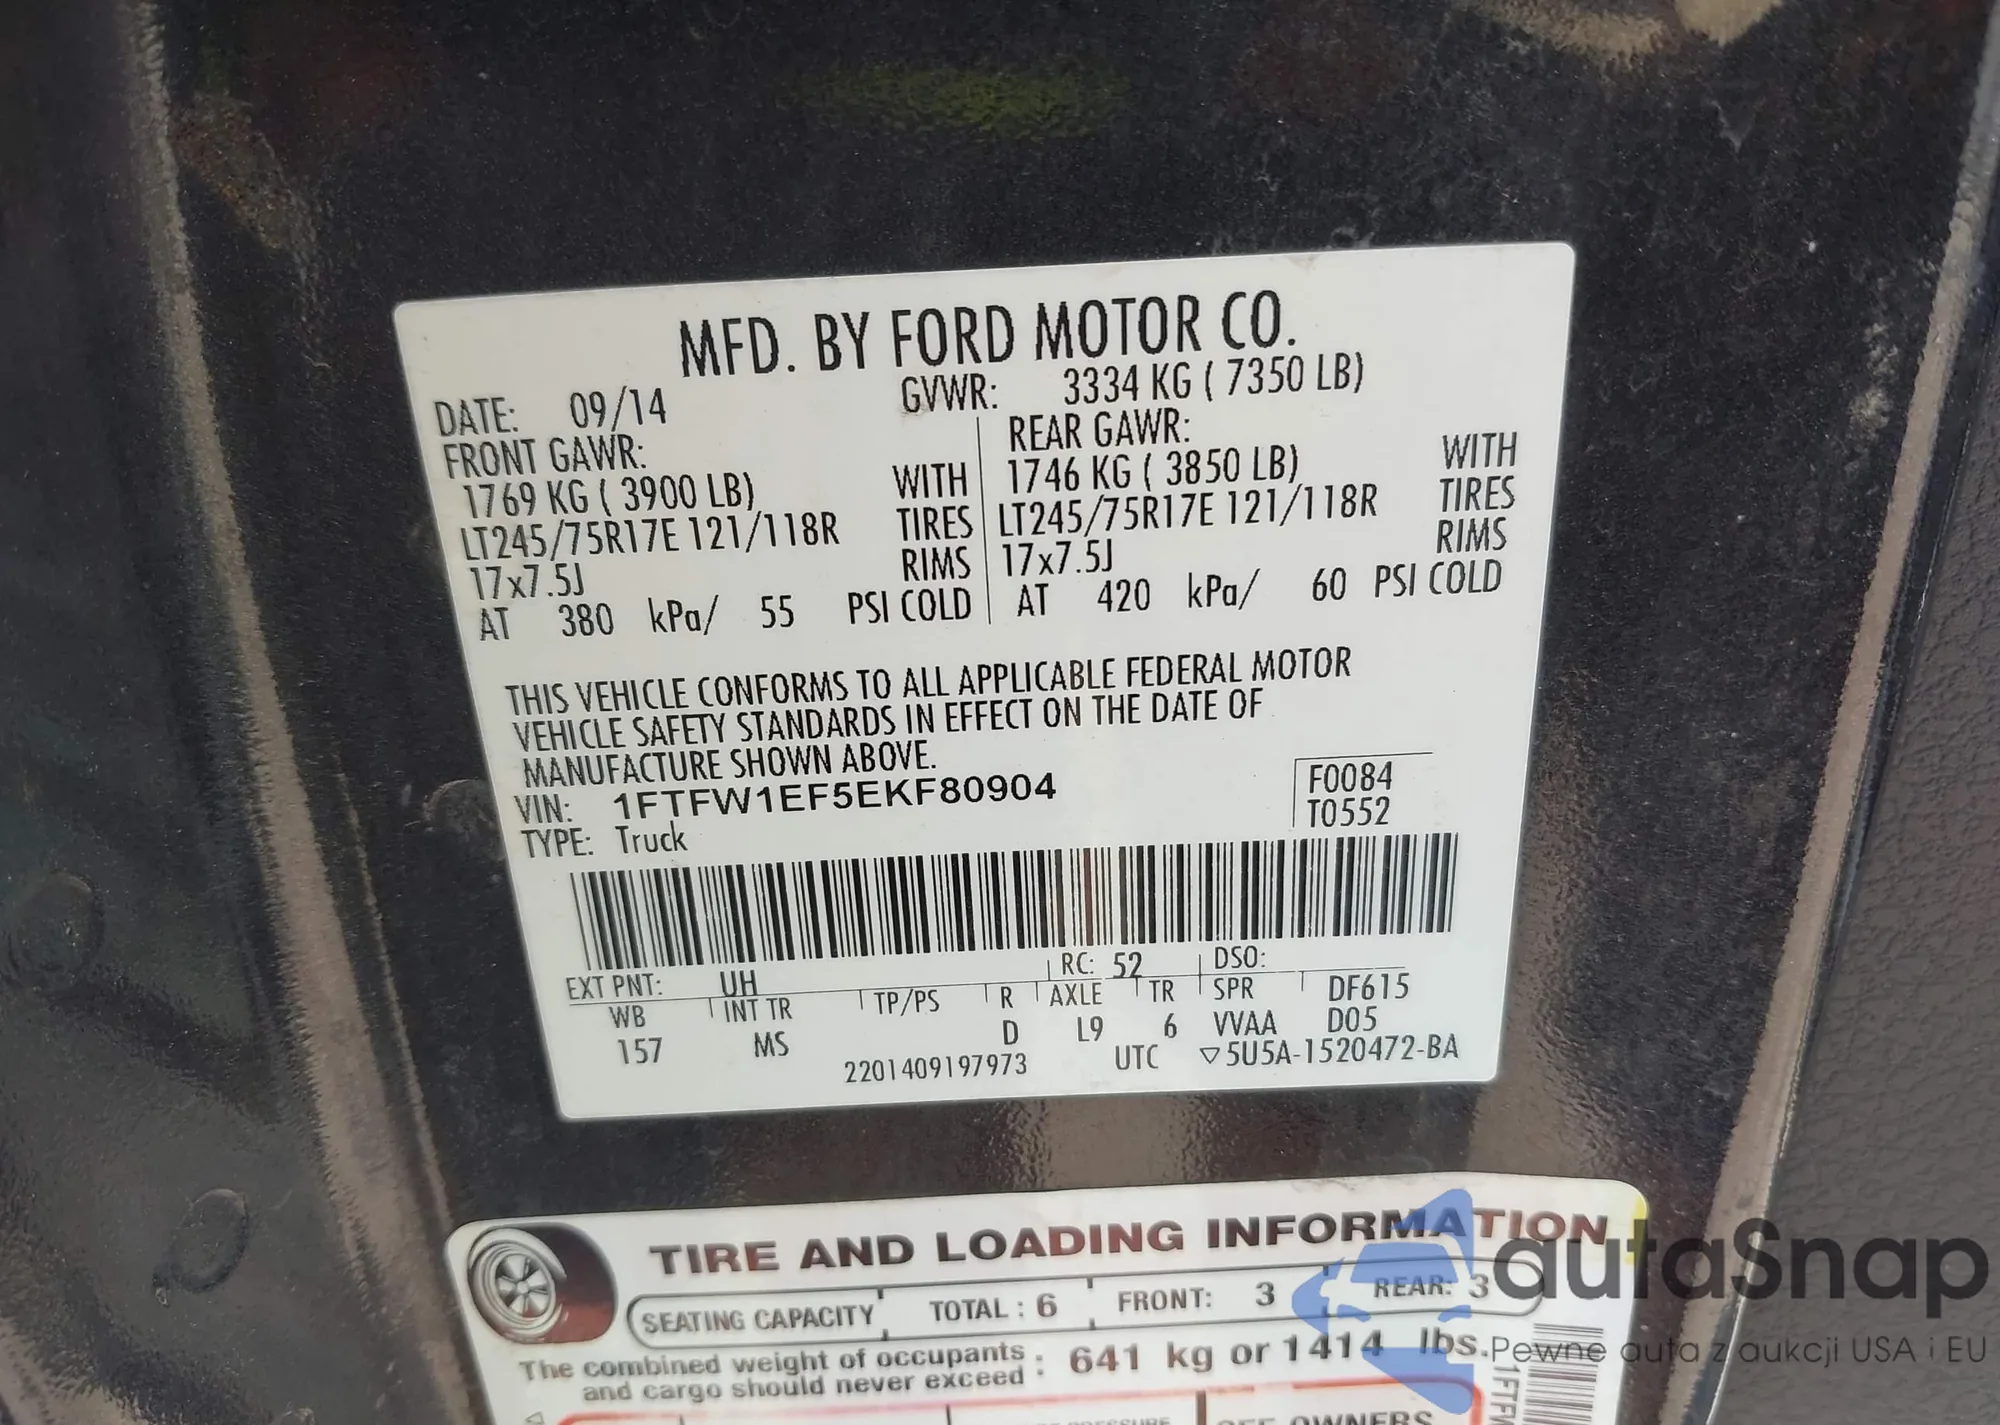 MFD. BY FORD MOTOR CO.
DATE: 09/14 GVWR: 3334 KG ( 7350 LB)
FRONT GAWR: REAR GAWR:
1769 KG ( 3900 LB) WITH 1746 KG ( 3850 LB) WITH
LT245/75R17E 121/118R TIRES LT245/75R17E 121/118R TIRES
17x7.5J RIMS 17x7.5J RIMS
AT 380 kPa/ 55 PSI COLD AT 420 kPa/ 60 PSI COLD
THIS VEHICLE CONFORMS TO ALL APPLICABLE FEDERAL MOTOR
VEHICLE SAFETY STANDARDS IN EFFECT ON THE DATE OF
MANUFACTURE SHOWN ABOVE.
VIN: 1FTFW1EF5EKF80904 F0084
TYPE: Truck T0552
EXT PNT: UH RC: 52 DSO:
WB INT TR TP/PS R AXLE TR SPR DF615
157 MS D L9 6 VVAA D05
2201409197973 UTC ▽5U5A-1520472-BA
TIRE AND LOADING INFORMATION
SEATING CAPACITY TOTAL : 6 FRONT: 3 REAR: 3
The combined weight of occupants
and cargo should never exceed : 641 kg or 1414 lbs.
autaSnap
Pewne auta z aukcji USA i EU